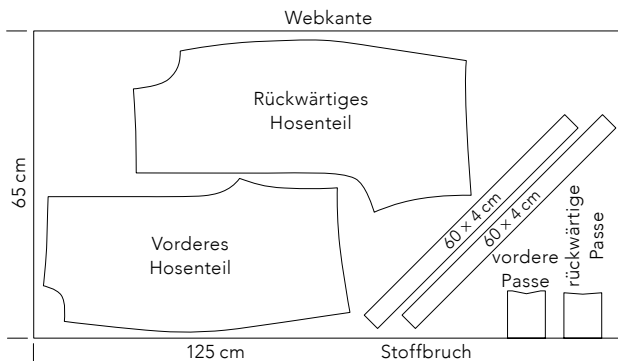 Webkante
Rückwärtiges
Hosenteil
65 cm
Vorderes
Hosenteil
60 × 4 cm
60 × 4 cm
vordere
Passe
rückwärtige
Passe
125 cm
Stoffbruch